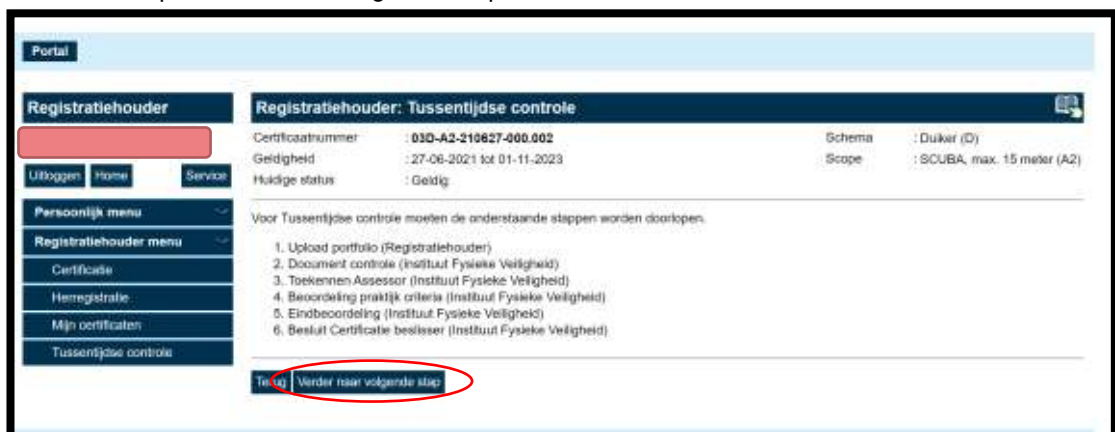 Portal
Registratiehouder
Uitloggen Home Service
Persoonlijk menu
Registratiehouder menu
Certificatie
Herregistratie
Mijn certificaten
Tussentijdse controle
Registratiehouder: Tussentijdse controle
Certificaatnummer : 03D-A2-210627-000.002 Schema : Duiker (D)
Geldigheid : 27-06-2021 tot 01-11-2023 Scope : SCUBA, max. 15 meter (A2)
Huidige status : Geldig
Voor Tussentijdse controle moeten de onderstaande stappen worden doorlopen.
1. Upload portfolio (Registratiehouder)
2. Document controle (Instituut Fysieke Veiligheid)
3. Toekennen Assessor (Instituut Fysieke Veiligheid)
4. Beoordeling praktijk criteria (Instituut Fysieke Veiligheid)
5. Eindbeoordeling (Instituut Fysieke Veiligheid)
6. Besluit Certificatie beslisser (Instituut Fysieke Veiligheid)
Terug Verder naar volgende stap